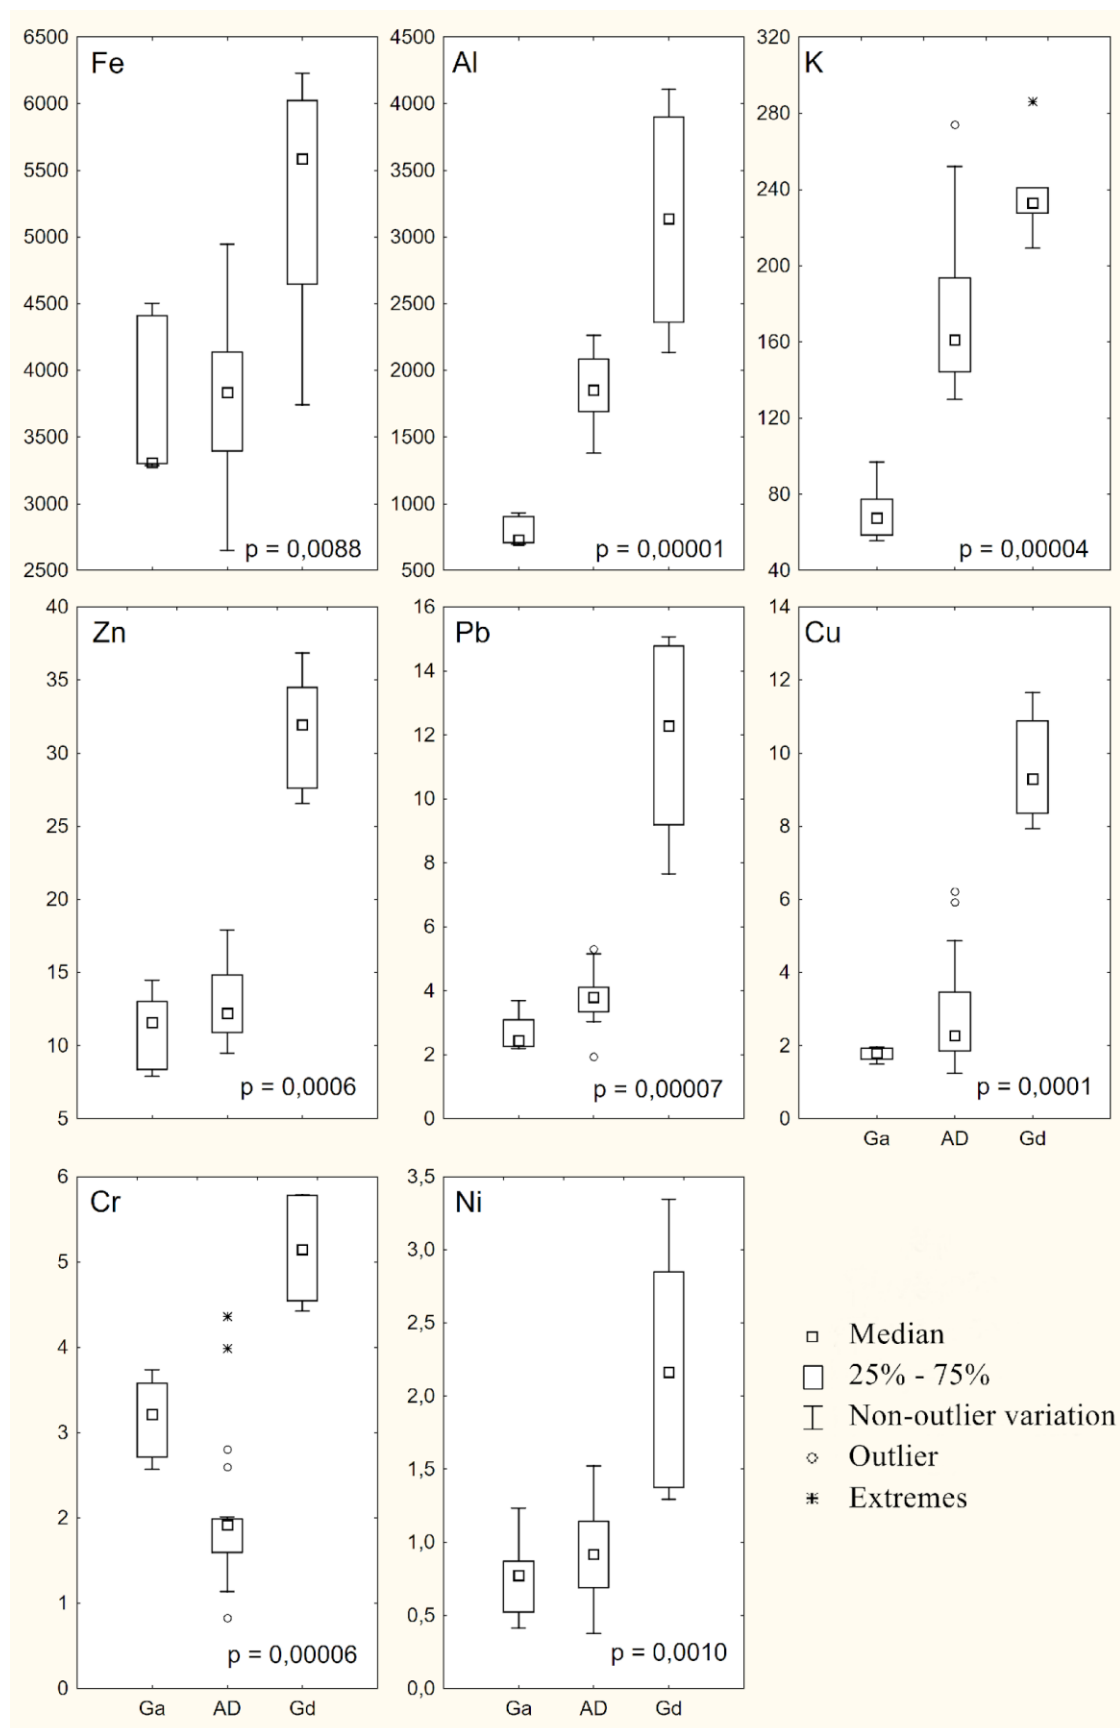 Fe
6500
6000
5500
5000
4500
4000
3500
3000
2500
p = 0,0088
Al
4500
4000
3500
3000
2500
2000
1500
1000
500
p = 0,00001
K
320
280
240
200
160
120
80
40
p = 0,00004
Zn
40
35
30
25
20
15
10
5
p = 0,0006
Pb
16
14
12
10
8
6
4
2
0
p = 0,00007
Cu
14
12
10
8
6
4
2
0
p = 0,0001
Ga AD Gd
Cr
6
5
4
3
2
1
0
p = 0,00006
Ga AD Gd
Ni
3,5
3,0
2,5
2,0
1,5
1,0
0,5
0,0
p = 0,0010
Ga AD Gd
Median
25% - 75%
Non-outlier variation
Outlier
Extremes